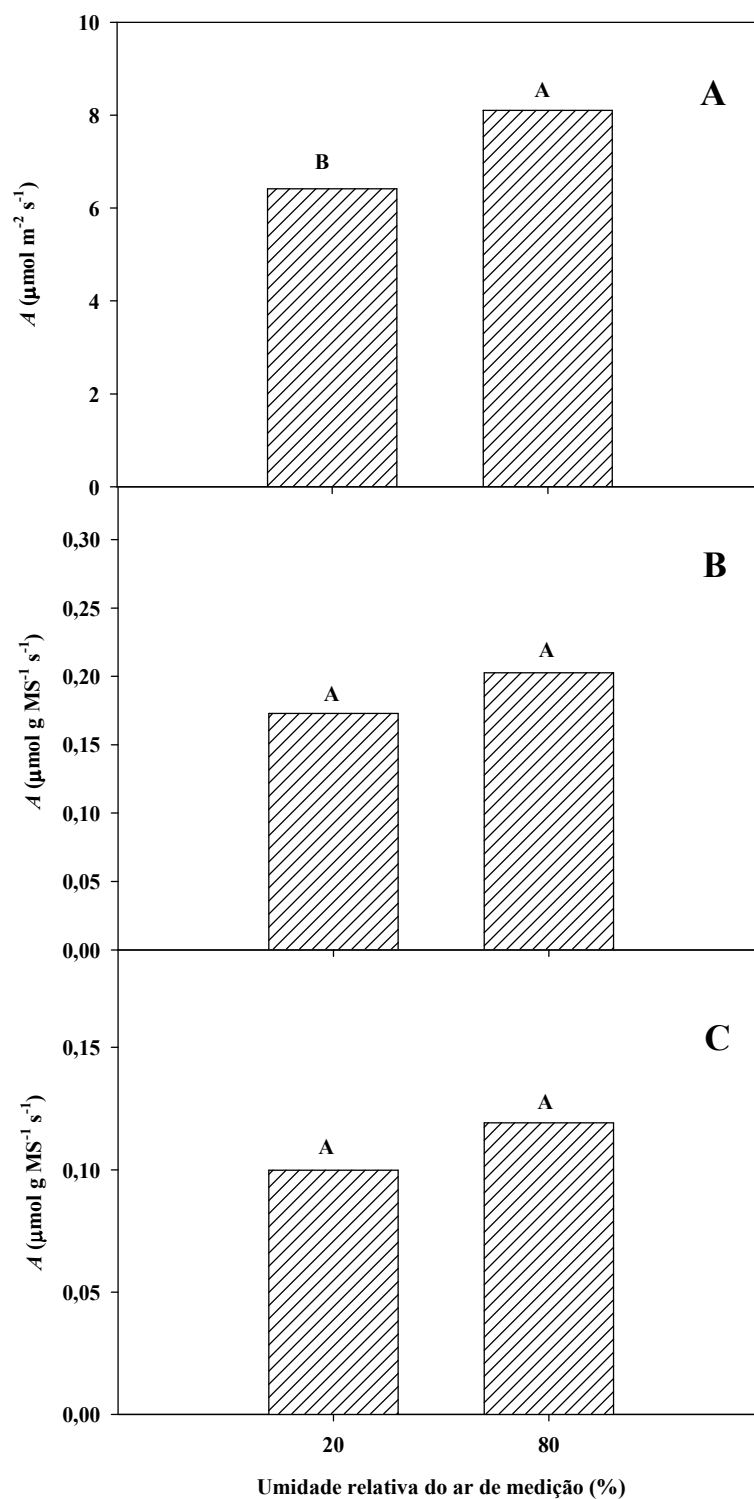 10
8
6
4
2
0
A (µmol m-2 s-1)
B
A
A
0,30
0,25
0,20
0,15
0,10
0,05
0,00
A (µmol g MS-1 s-1)
A
A
B
0,15
0,10
0,05
0,00
A (µmol g MS-1 s-1)
A
A
C
20 80
Umidade relativa do ar de medição (%)